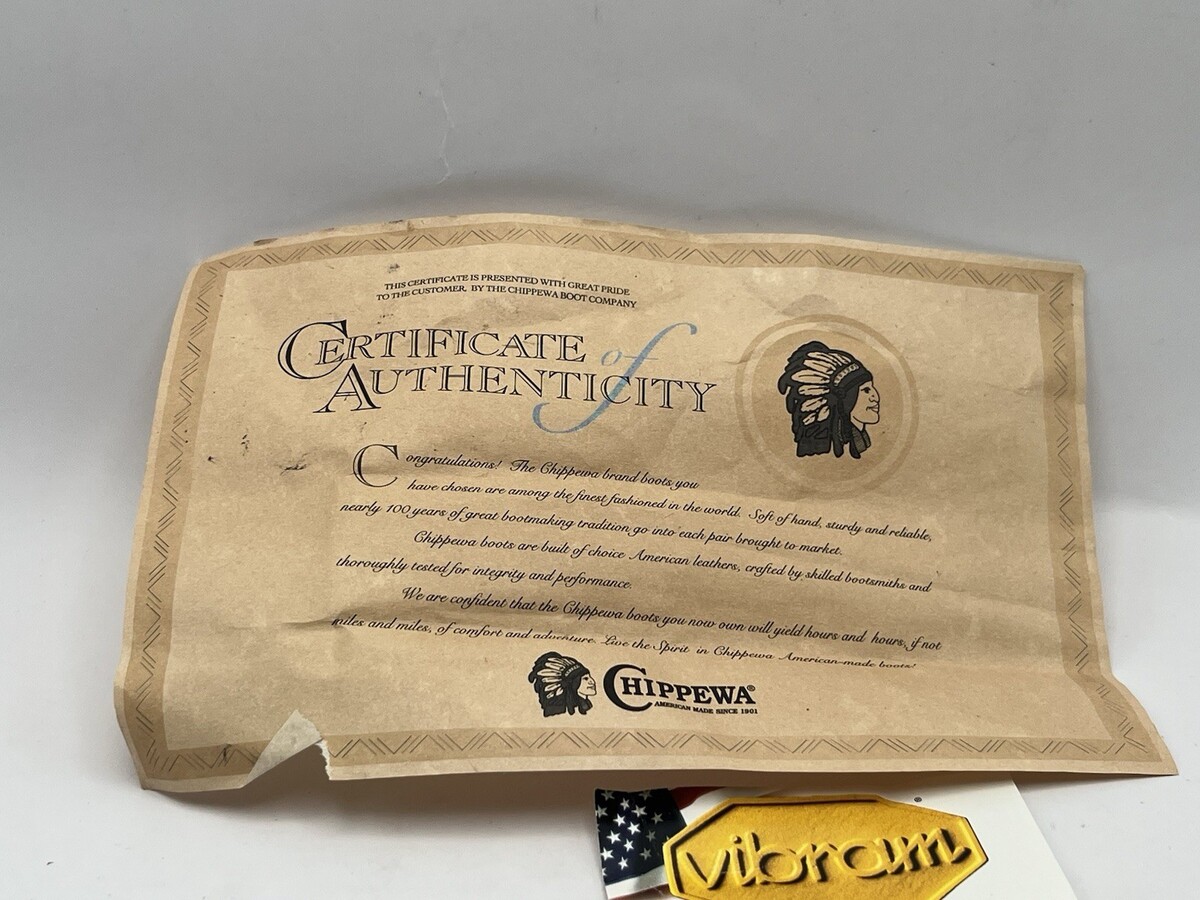 THIS CERTIFICATE IS PRESENTED WITH GREAT PRIDE
TO THE CUSTOMER, BY THE CHIPPEWA BOOT COMPANY
CERTIFICATE of
AUTHENTICITY
Congratulations! The Chippewa brand boots you
have chosen are among the finest fashioned in the world. Soft of hand, sturdy and reliable,
nearly 100 years of great bootmaking tradition go into each pair brought to market.
Chippewa boots are built of choice American leathers, crafted by skilled bootsmiths and
thoroughly tested for integrity and performance.
We are confident that the Chippewa boots you now own will yield hours and hours, if not
miles and miles, of comfort and adventure. Live the Spirit in Chippewa American-made boots!
CHIPPEWA®
AMERICAN MADE SINCE 1901
vibram
®